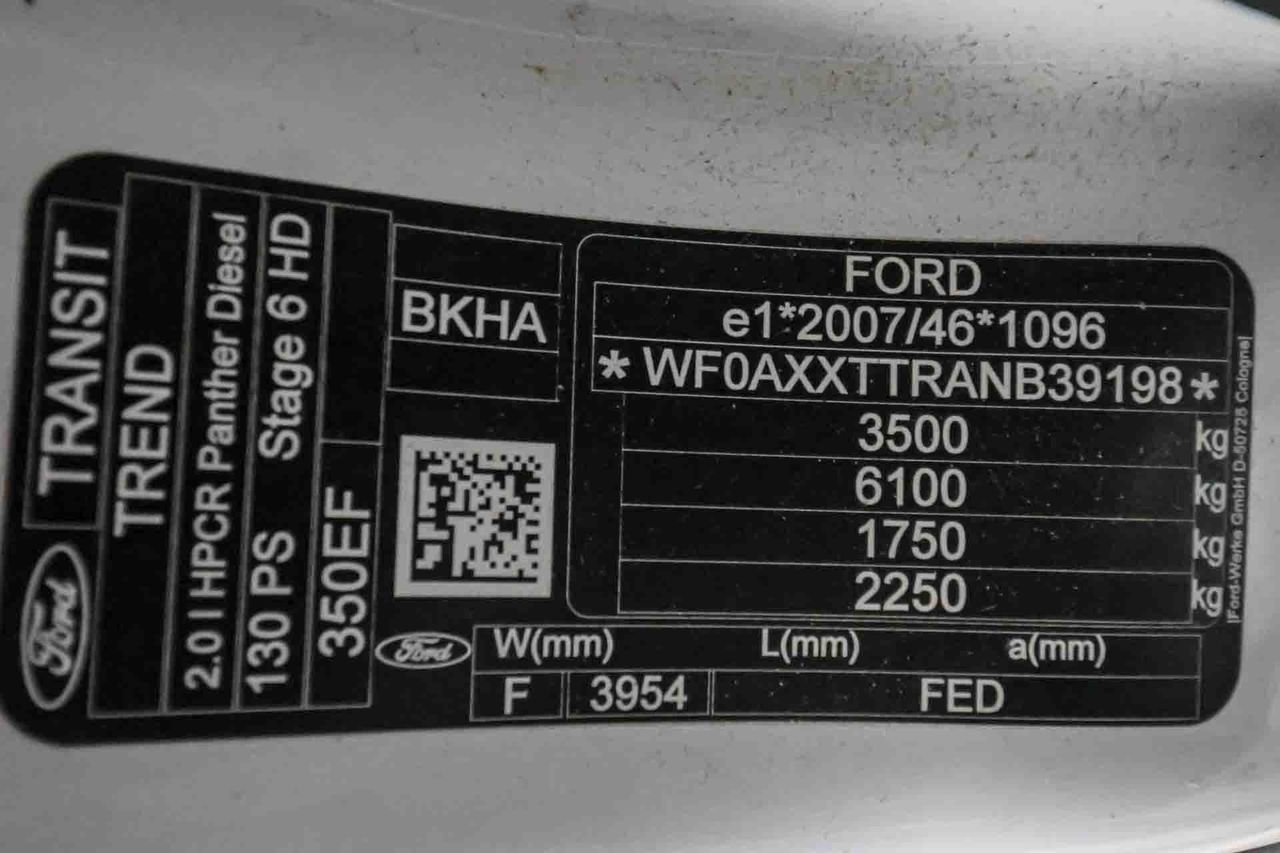 TRANSIT
TREND
2.0 l HPCR Panther Diesel
130 PS Stage 6 HD
350EF
Ford
BKHA
FORD
e1*2007/46*1096
* WF0AXXTTRANB39198 *
3500 kg
6100 kg
1750 kg
2250 kg
Ford-Werke GmbH D-50725 Cologne
Ford
W(mm) L(mm) a(mm)
F 3954 FED